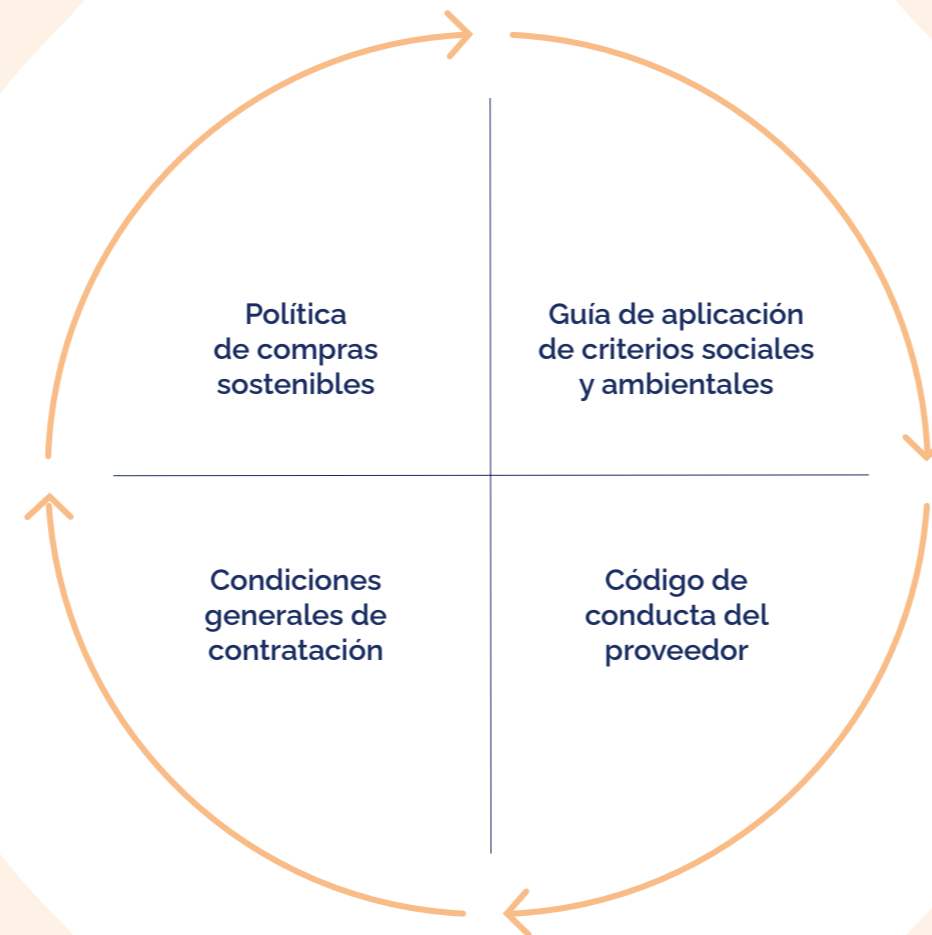 Política
de compras
sostenibles
Guía de aplicación
de criterios sociales
y ambientales
Condiciones
generales de
contratación
Código de
conducta del
proveedor